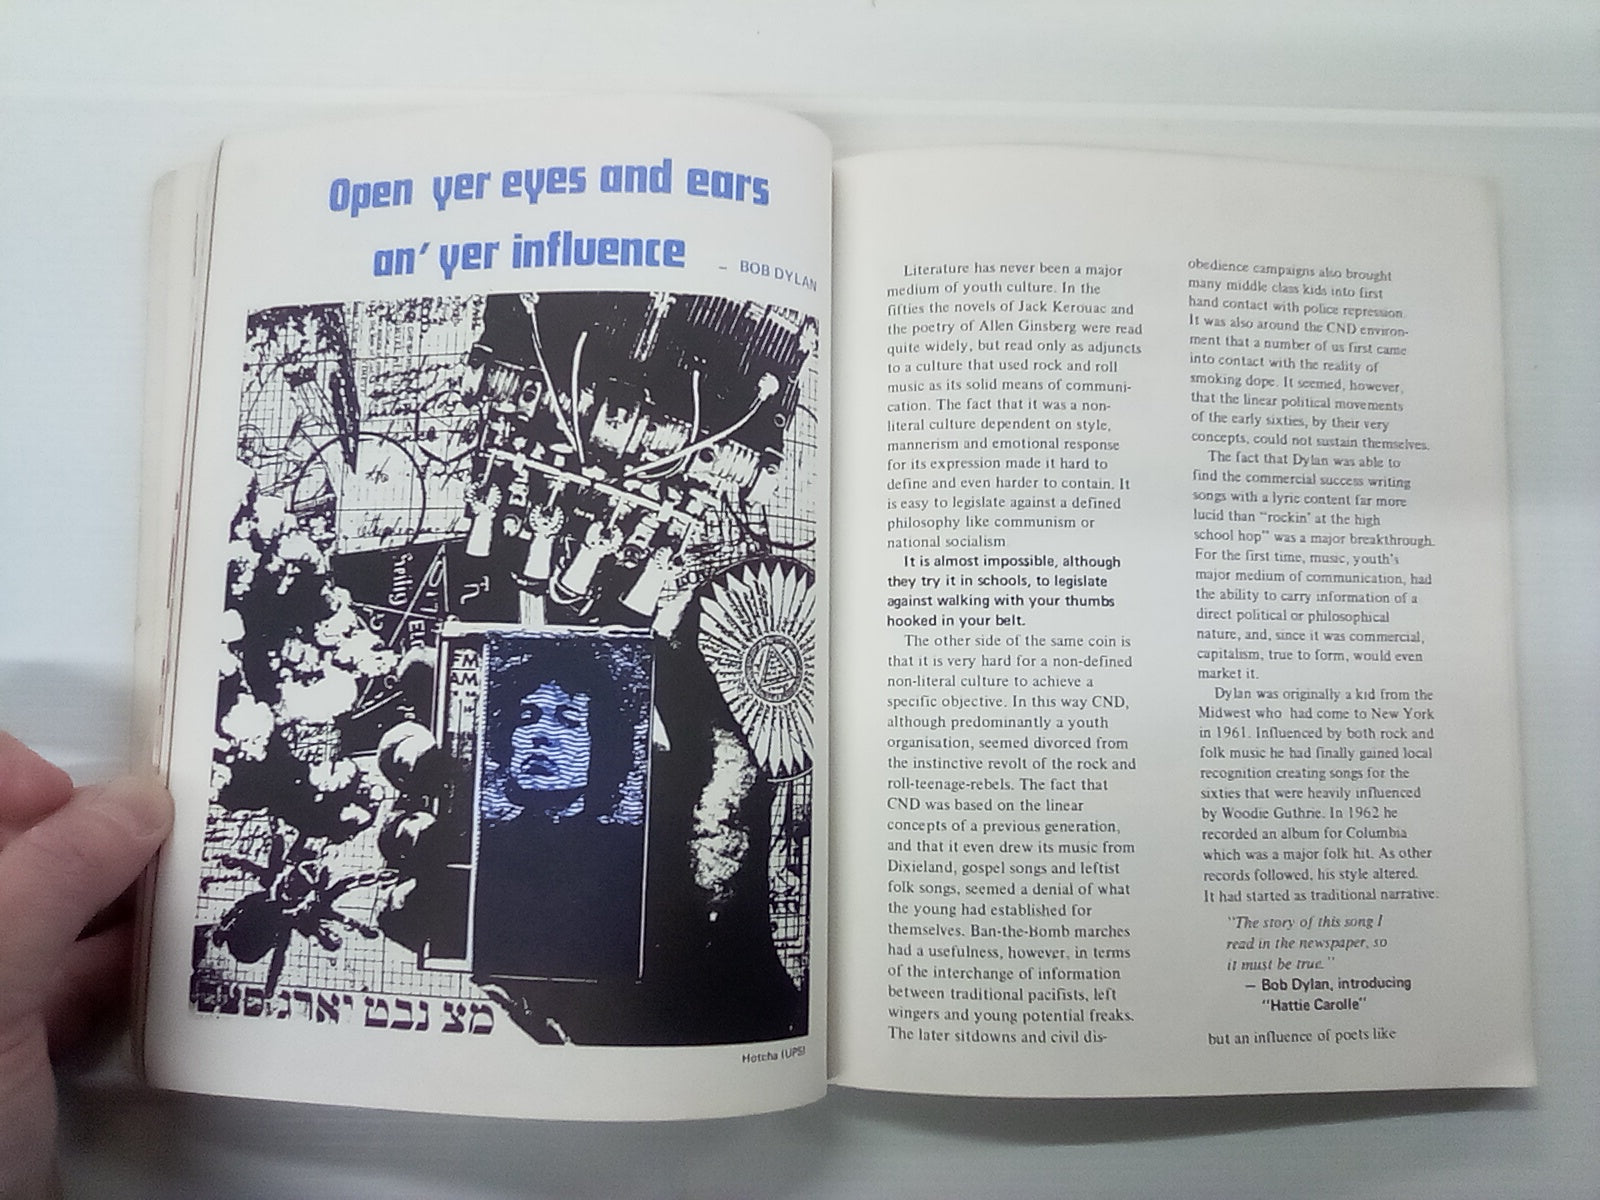 Open yer eyes and ears
an' yer influence
– BOB DYLAN
FM
AM
מצ נבט יארג
Hotcha (UPS)
Literature has never been a major
medium of youth culture. In the
fifties the novels of Jack Kerouac and
the poetry of Allen Ginsberg were read
quite widely, but read only as adjuncts
to a culture that used rock and roll
music as its solid means of communi-
cation. The fact that it was a non-
literal culture dependent on style,
mannerism and emotional response
for its expression made it hard to
define and even harder to contain. It
is easy to legislate against a defined
philosophy like communism or
national socialism.
It is almost impossible, although
they try it in schools, to legislate
against walking with your thumbs
hooked in your belt.
The other side of the same coin is
that it is very hard for a non-defined
non-literal culture to achieve a
specific objective. In this way CND,
although predominantly a youth
organisation, seemed divorced from
the instinctive revolt of the rock and
roll-teenage-rebels. The fact that
CND was based on the linear
concepts of a previous generation,
and that it even drew its music from
Dixieland, gospel songs and leftist
folk songs, seemed a denial of what
the young had established for
themselves. Ban-the-Bomb marches
had a usefulness, however, in terms
of the interchange of information
between traditional pacifists, left
wingers and young potential freaks.
The later sitdowns and civil dis-
obedience campaigns also brought
many middle class kids into first
hand contact with police repression.
It was also around the CND environ-
ment that a number of us first came
into contact with the reality of
smoking dope. It seemed, however,
that the linear political movements
of the early sixties, by their very
concepts, could not sustain themselves.
The fact that Dylan was able to
find the commercial success writing
songs with a lyric content far more
lucid than "rockin' at the high
school hop" was a major breakthrough.
For the first time, music, youth's
major medium of communication, had
the ability to carry information of a
direct political or philosophical
nature, and, since it was commercial,
capitalism, true to form, would even
market it.
Dylan was originally a kid from the
Midwest who had come to New York
in 1961. Influenced by both rock and
folk music he had finally gained local
recognition creating songs for the
sixties that were heavily influenced
by Woodie Guthrie. In 1962 he
recorded an album for Columbia
which was a major folk hit. As other
records followed, his style altered.
It had started as traditional narrative:
"The story of this song I
read in the newspaper, so
it must be true."
– Bob Dylan, introducing
"Hattie Carolle"
but an influence of poets like